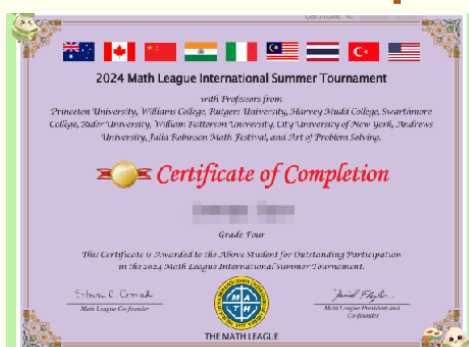 Certificate No.
2024 Math League International Summer Tournament
with Professors from
Princeton University, Williams College, Rutgers University, Harvey Mudd College, Swarthmore
College, Rider University, William Patterson University, City University of New York, Andrews
University, Julia Robinson Math Festival, and Art of Problem Solving.
Certificate of Completion
Grade Four
This Certificate is Awarded to the Above Student for Outstanding Participation
in the 2024 Math League International Summer Tournament.
Math League Co-founder
Math League President and
Co-founder
MATH
THE MATH LEAGUE